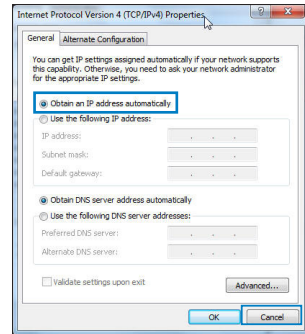 Internet Protocol Version 4 (TCP/IPv4) Properties
General
Alternate Configuration
You can get IP settings assigned automatically if your network supports
this capability. Otherwise, you need to ask your network administrator
for the appropriate IP settings.
Obtain an IP address automatically
Use the following IP address:
IP address:
Subnet mask:
Default gateway:
Obtain DNS server address automatically
Use the following DNS server addresses:
Preferred DNS server:
Alternate DNS server:
Validate settings upon exit
Advanced...
OK
Cancel